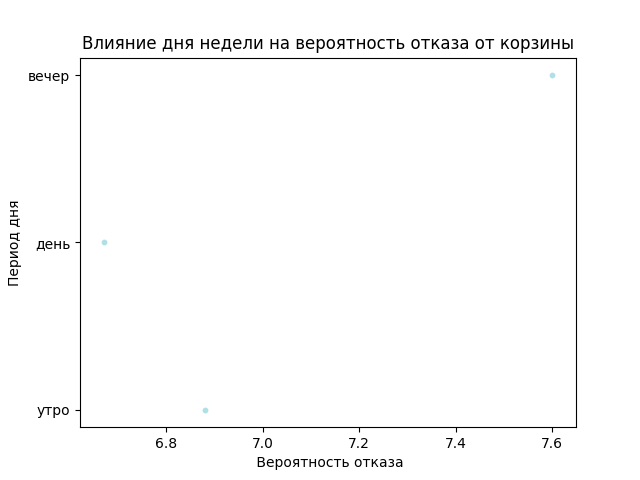 Влияние дня недели на вероятность отказа от корзины
вечер
день
утро
Период дня
6.8 7.0 7.2 7.4 7.6
Вероятность отказа